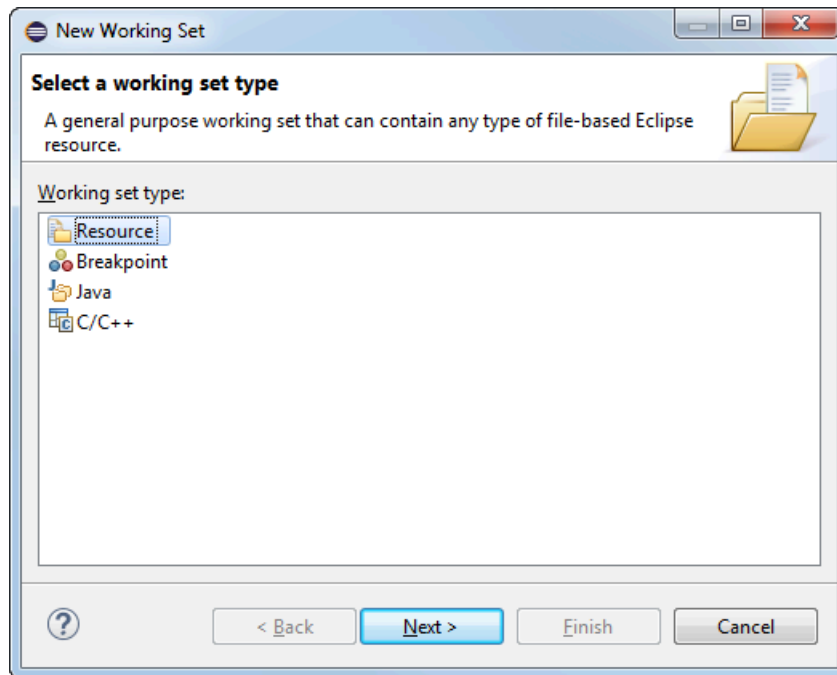 New Working Set
Select a working set type
A general purpose working set that can contain any type of file-based Eclipse
resource.
Working set type:
Resource
Breakpoint
Java
C/C++
? < Back Next > Finish Cancel